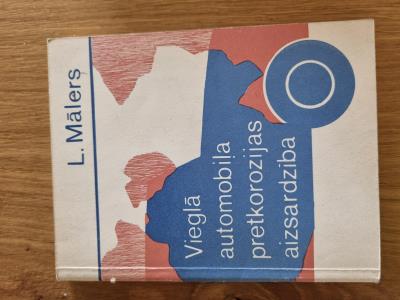 L. Mālers
Vieglā
automobiļa
pretkorozijas
aizsardzība